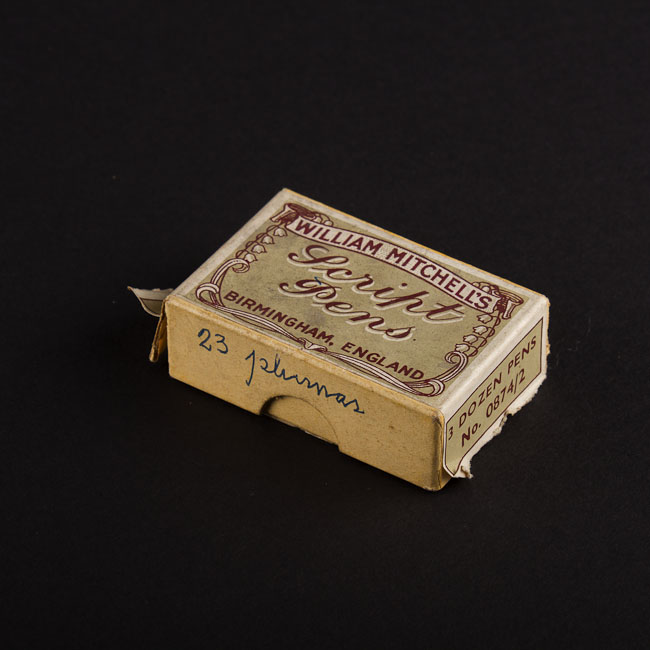 WILLIAM MITCHELL'S
Script
Pens
BIRMINGHAM, ENGLAND
23 plumas
3 DOZEN PENS
No. 0874/2